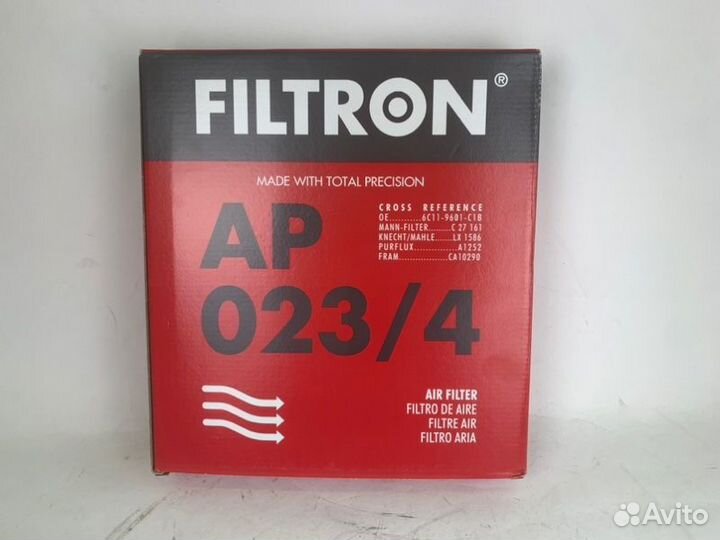 FILTRON®
MADE WITH TOTAL PRECISION
CROSS REFERENCE
OE..........6C11-9601-C1B
MANN-FILTER.......C 27 161
KNECHT/MAHLE.....LX 1586
PURFLUX...............A1252
FRAM................CA10290
AP
023/4
AIR FILTER
FILTRO DE AIRE
FILTRE AIR
FILTRO ARIA
Avito